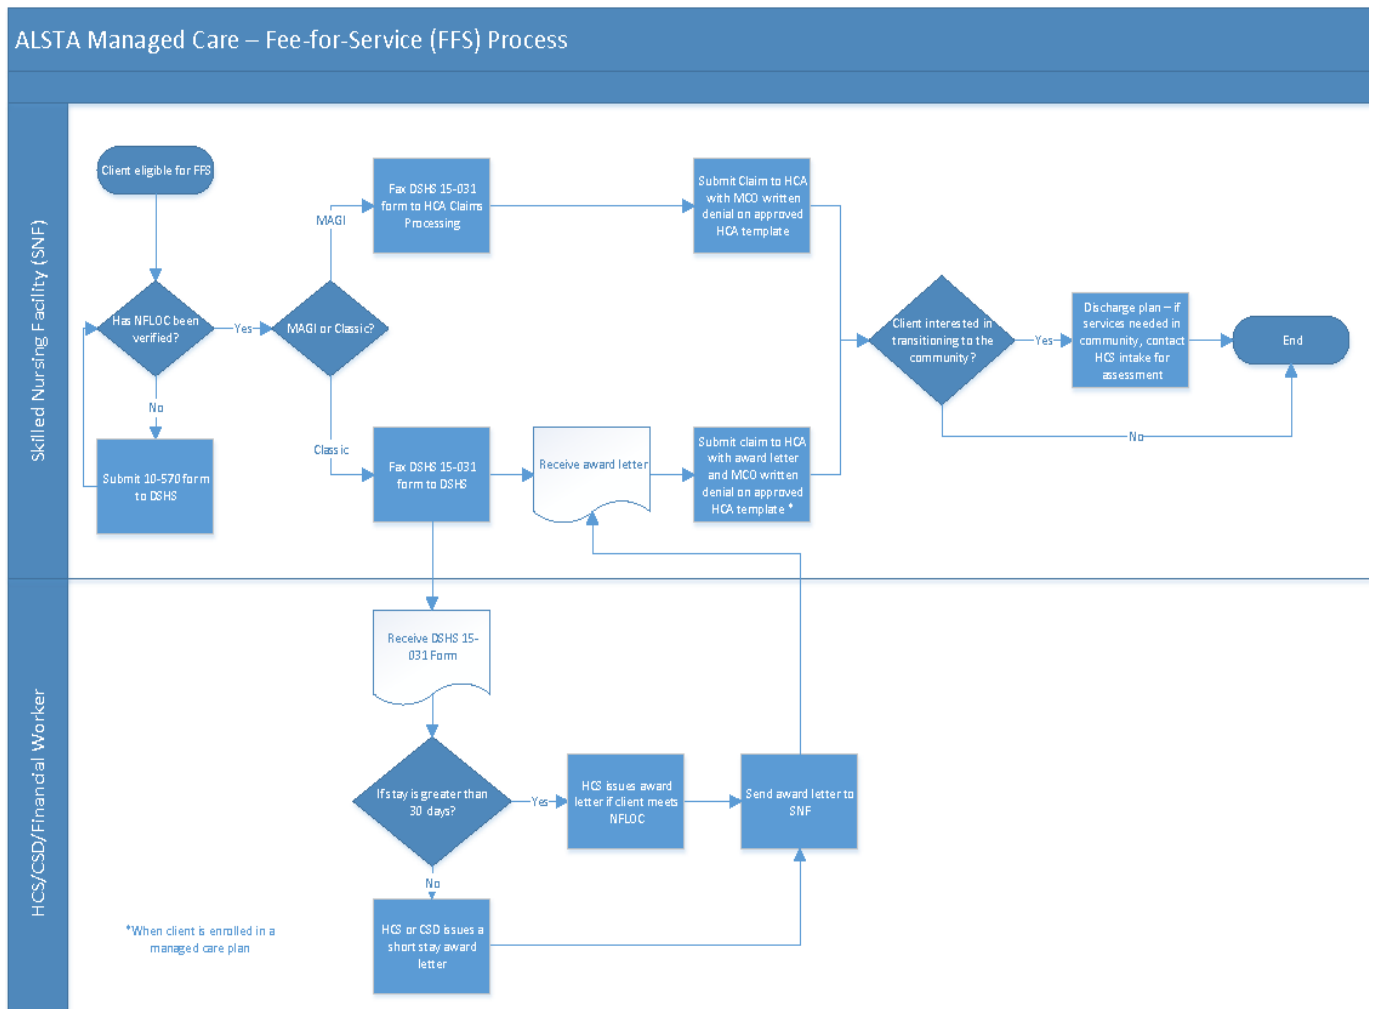 ALSTA Managed Care – Fee-for-Service (FFS) Process
Skilled Nursing Facility (SNF)
Client eligible for FFS
Has NFLOC been
verified?
Yes
No
Submit 10-570 form
to DSHS
MAGI or Classic?
MAGI
Classic
Fax DSHS 15-031
form to HCA Claims
Processing
Submit Claim to HCA
with MCO written
denial on approved
HCA template
Fax DSHS 15-031
form to DSHS
Receive award letter
Submit claim to HCA
with award letter
and MCO written
denial on approved
HCA template *
Client interested in
transitioning to the
community?
Yes
No
Discharge plan – if
services needed in
community, contact
HCS intake for
assessment
End
HCS/CSD/Financial Worker
Receive DSHS 15-
031 Form
If stay is greater than
30 days?
Yes
No
HCS issues award
letter if client meets
NFLOC
Send award letter to
SNF
HCS or CSD issues a
short stay award
letter
*When client is enrolled in a
managed care plan